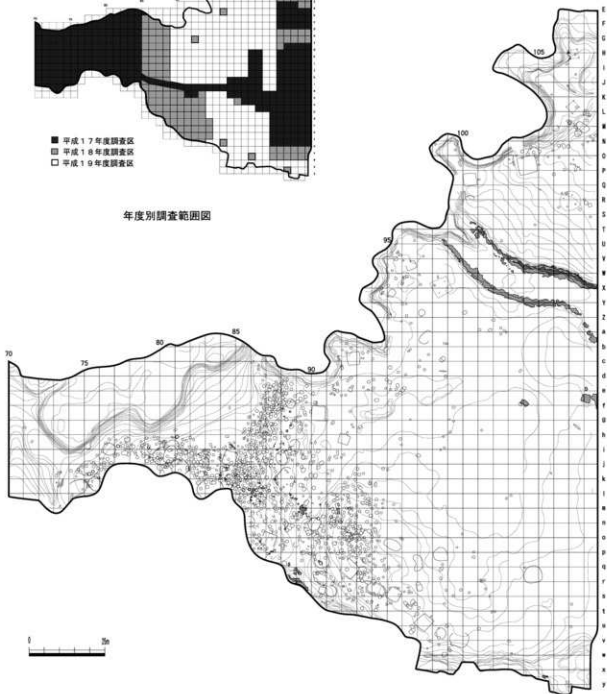 ■ 平成17年度調査区
■ 平成18年度調査区
□ 平成19年度調査区
年度別調査範囲図
70
75
80
85
90
95
100
105
E
F
G
H
I
J
K
L
M
N
O
P
Q
R
S
T
U
V
W
X
Y
Z
b
c
d
e
f
g
h
i
j
k
l
m
n
o
p
q
r
s
t
u
v
w
x
y
0